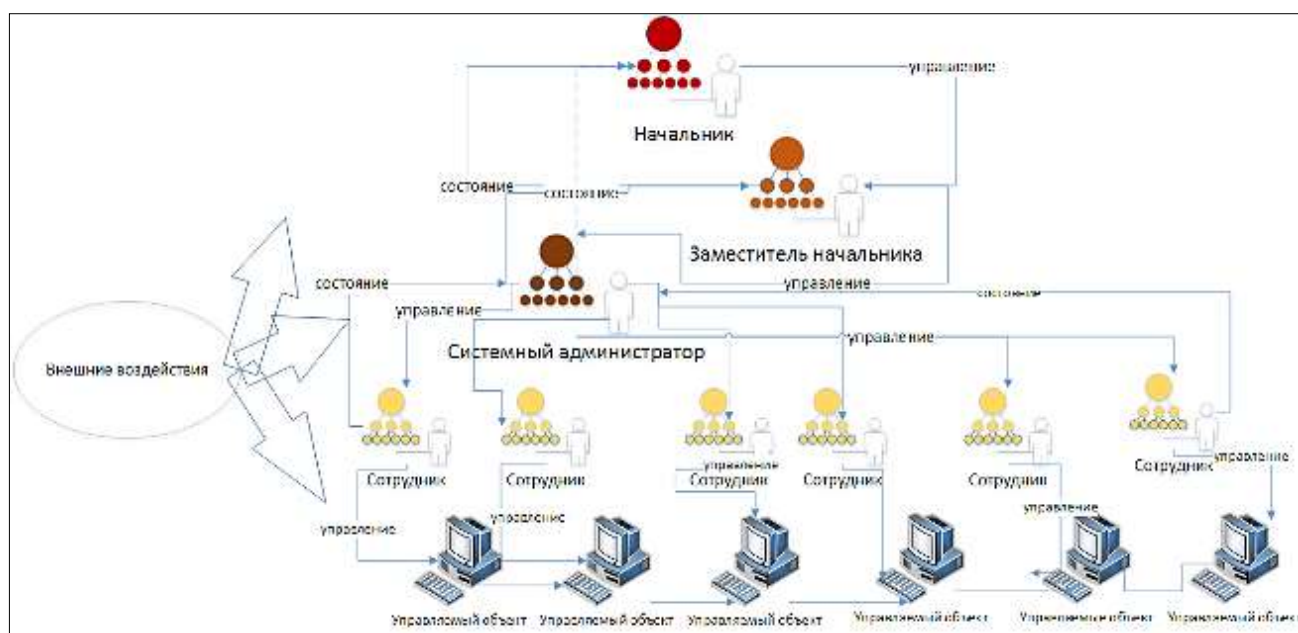 управление
Начальник
состояние
состояние
Заместитель начальника
управление
состояние
состояние
управление
Системный администратор
управление
Внешние воздействия
Сотрудник
Сотрудник
управление
Сотрудник
Сотрудник
Сотрудник
Сотрудник
управление
управление
управление
управление
Управляемый объект
Управляемый объект
Управляемый объект
Управляемый объект
Управляемые объект
Управляемый объект